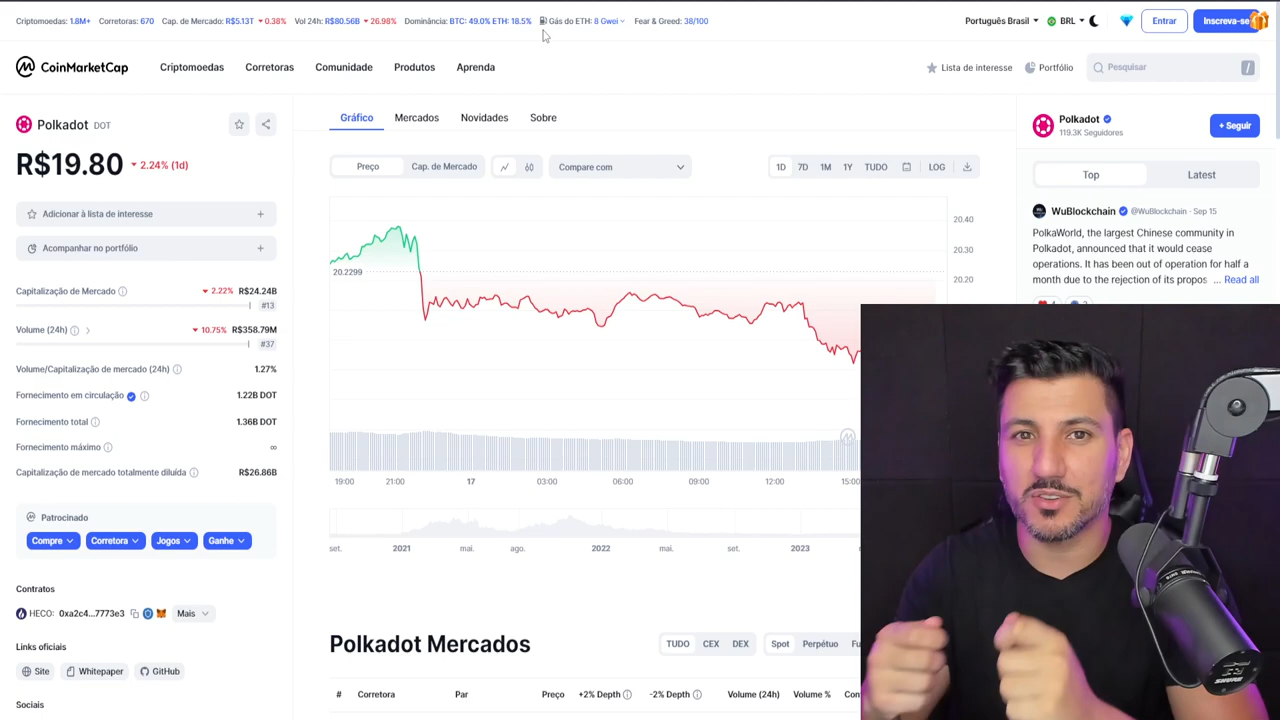 Criptomoedas: 1.8M+ Corretoras: 670 Cap. de Mercado: R$5.13T 0.38% Vol 24h: R$80.56B 26.98% Dominância: BTC: 49.0% ETH: 18.5% Gás do ETH: 8 Gwei Fear & Greed: 38/100 Português Brasil BRL Entrar Inscreva-se
CoinMarketCap Criptomoedas Corretoras Comunidade Produtos Aprenda Lista de interesse Portfólio Pesquisar /
Polkadot DOT
R$19.80 2.24% (1d)
Adicionar à lista de interesse +
Acompanhar no portfólio +
Capitalização de Mercado 2.22% R$24.24B
#13
Volume (24h) 10.75% R$358.79M
#37
Volume/Capitalização de mercado (24h) 1.27%
Fornecimento em circulação 1.22B DOT
Fornecimento total 1.36B DOT
Fornecimento máximo ∞
Capitalização de mercado totalmente diluída R$26.86B
Patrocinado
Compre Corretora Jogos Ganhe
Contratos
HECO: 0xa2c4...7773e3 Mais
Links oficiais
Site Whitepaper GitHub
Sociais
Gráfico Mercados Novidades Sobre
Preço Cap. de Mercado Compare com 1D 7D 1M 1Y TUDO LOG
20.40
20.30
20.20
20.2299
19:00 21:00 17 03:00 06:00 09:00 12:00 15:00
set. 2021 mai. ago. 2022 mai. set. 2023
Polkadot Mercados TUDO CEX DEX Spot Perpétuo Fu
# Corretora Par Preço +2% Depth -2% Depth Volume (24h) Volume %
Polkadot
119.3K Seguidores
+ Seguir
Top Latest
WuBlockchain @WuBlockchain · Sep 15
PolkaWorld, the largest Chinese community in
Polkadot, announced that it would cease
operations. It has been out of operation for half a
month due to the rejection of its propos ... Read all